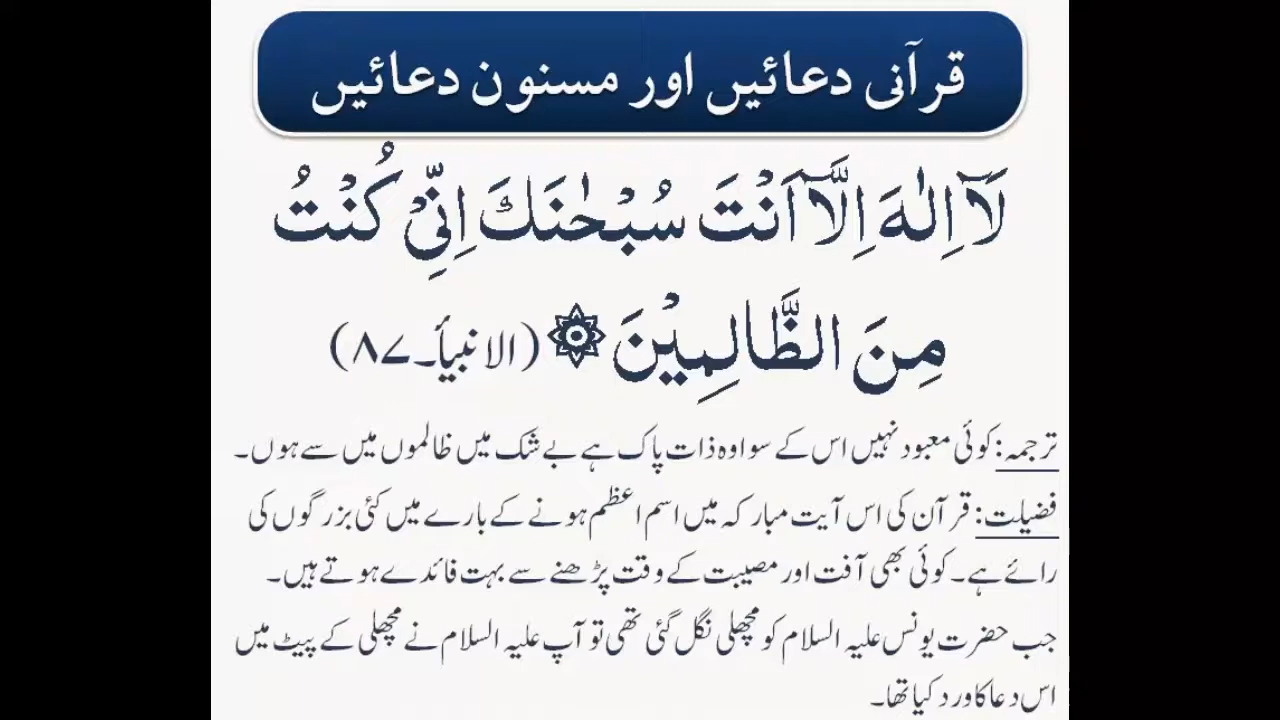 قرآنی دعائیں اور مسنون دعائیں
لَآ اِلٰهَ اِلَّآ اَنْتَ سُبْحٰنَكَ اِنِّیْ كُنْتُ
مِنَ الظَّالِمِیْنَ ۞ (الانبیأ۔۸۷)
ترجمہ: کوئی معبود نہیں اس کے سوا وہ ذات پاک ہے بے شک میں ظالموں میں سے ہوں۔
فضیلت: قرآن کی اس آیت مبارکہ میں اسم اعظم ہونے کے بارے میں کئی بزرگوں کی
رائے ہے۔ کوئی بھی آفت اور مصیبت کے وقت پڑھنے سے بہت فائدے ہوتے ہیں۔
جب حضرت یونس علیہ السلام کو مچھلی نگل گئی تھی تو آپ علیہ السلام نے مچھلی کے پیٹ میں
اس دعا کا ورد کیا تھا۔